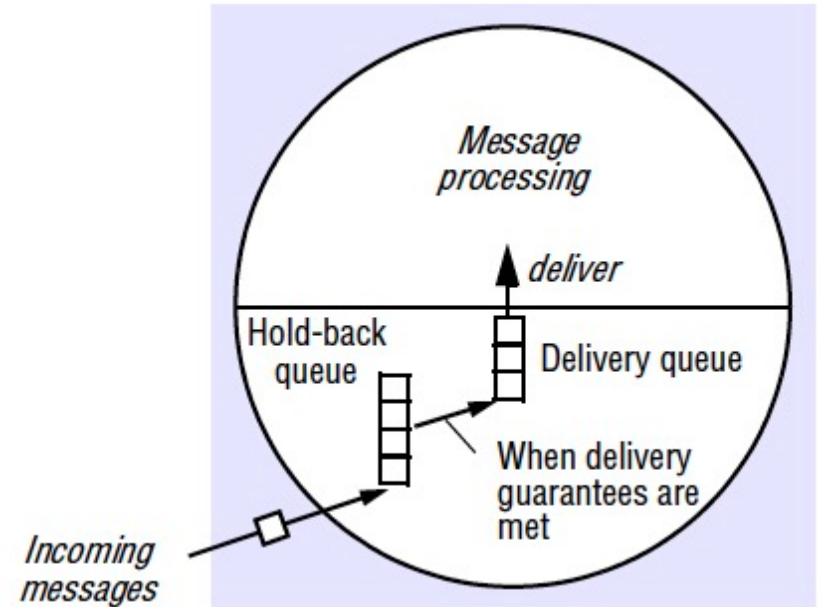 Message
processing
deliver
Hold-back
queue
Delivery queue
When delivery
guarantees are
met
Incoming
messages